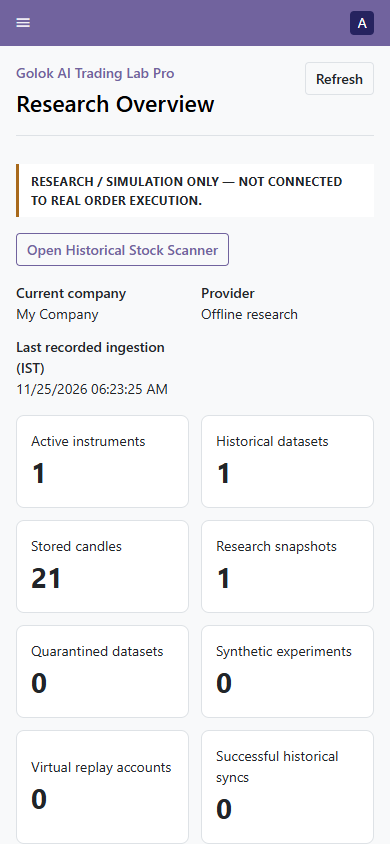 A
Golok AI Trading Lab Pro
Refresh
Research Overview
RESEARCH / SIMULATION ONLY — NOT CONNECTED
TO REAL ORDER EXECUTION.
Open Historical Stock Scanner
Current company
Provider
My Company
Offline research
Last recorded ingestion
(IST)
11/25/2026 06:23:25 AM
Active instruments
1
Historical datasets
1
Stored candles
21
Research snapshots
1
Quarantined datasets
0
Synthetic experiments
0
Virtual replay accounts
0
Successful historical
syncs
0